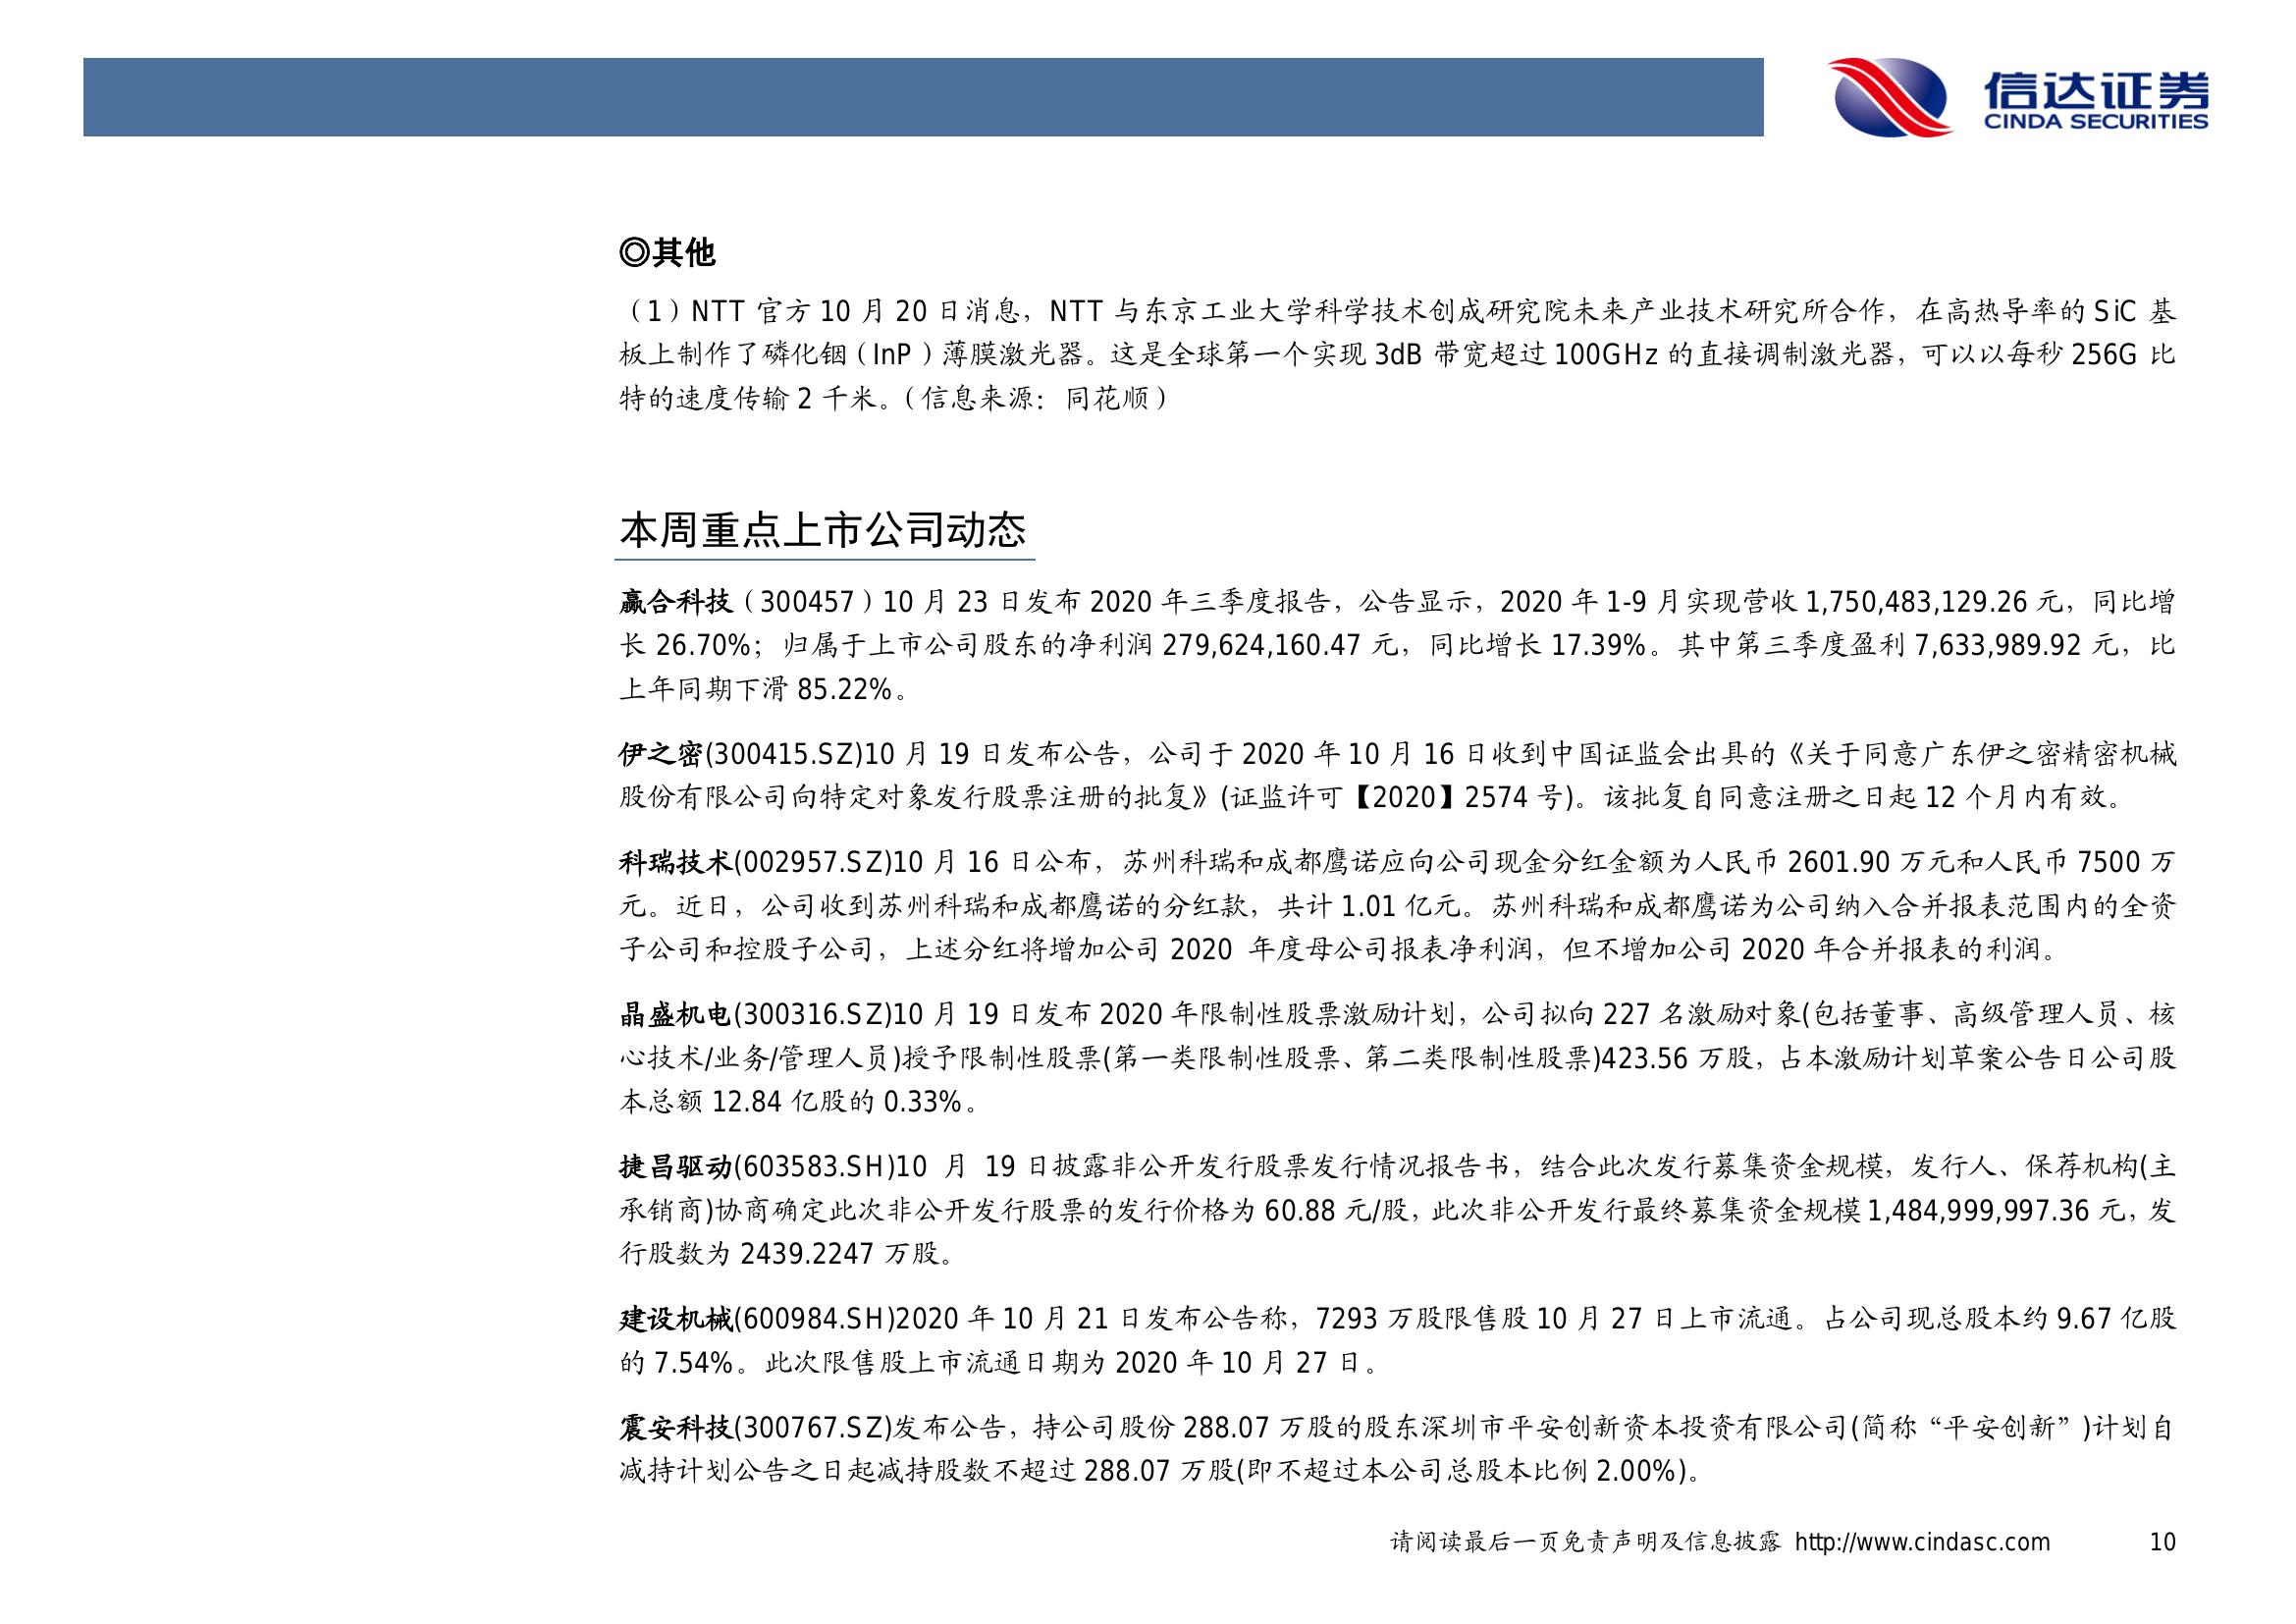 信达证券
CINDA SECURITIES
◎其他
（1）NTT 官方 10 月 20 日消息，NTT 与东京工业大学科学技术创成研究院未来产业技术研究所合作，在高热导率的 SiC 基
板上制作了磷化铟（InP）薄膜激光器。这是全球第一个实现 3dB 带宽超过 100GHz 的直接调制激光器，可以以每秒 256G 比
特的速度传输 2 千米。（信息来源：同花顺）
本周重点上市公司动态
赢合科技（300457）10 月 23 日发布 2020 年三季度报告，公告显示，2020 年 1-9 月实现营收 1,750,483,129.26 元，同比增
长 26.70%；归属于上市公司股东的净利润 279,624,160.47 元，同比增长 17.39%。其中第三季度盈利 7,633,989.92 元，比
上年同期下滑 85.22%。
伊之密(300415.SZ)10 月 19 日发布公告，公司于 2020 年 10 月 16 日收到中国证监会出具的《关于同意广东伊之密精密机械
股份有限公司向特定对象发行股票注册的批复》(证监许可【2020】2574 号)。该批复自同意注册之日起 12 个月内有效。
科瑞技术(002957.SZ)10 月 16 日公布，苏州科瑞和成都鹰诺应向公司现金分红金额为人民币 2601.90 万元和人民币 7500 万
元。近日，公司收到苏州科瑞和成都鹰诺的分红款，共计 1.01 亿元。苏州科瑞和成都鹰诺为公司纳入合并报表范围内的全资
子公司和控股子公司，上述分红将增加公司 2020 年度母公司报表净利润，但不增加公司 2020 年合并报表的利润。
晶盛机电(300316.SZ)10 月 19 日发布 2020 年限制性股票激励计划，公司拟向 227 名激励对象(包括董事、高级管理人员、核
心技术/业务/管理人员)授予限制性股票(第一类限制性股票、第二类限制性股票)423.56 万股，占本激励计划草案公告日公司股
本总额 12.84 亿股的 0.33%。
捷昌驱动(603583.SH)10 月 19 日披露非公开发行股票发行情况报告书，结合此次发行募集资金规模，发行人、保荐机构(主
承销商)协商确定此次非公开发行股票的发行价格为 60.88 元/股，此次非公开发行最终募集资金规模 1,484,999,997.36 元，发
行股数为 2439.2247 万股。
建设机械(600984.SH)2020 年 10 月 21 日发布公告称，7293 万股限售股 10 月 27 日上市流通。占公司现总股本约 9.67 亿股
的 7.54%。此次限售股上市流通日期为 2020 年 10 月 27 日。
震安科技(300767.SZ)发布公告，持公司股份 288.07 万股的股东深圳市平安创新资本投资有限公司(简称“平安创新”)计划自
减持计划公告之日起减持股数不超过 288.07 万股(即不超过本公司总股本比例 2.00%)。
请阅读最后一页免责声明及信息披露 http://www.cindasc.com 10